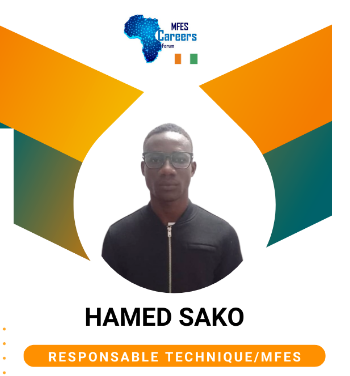 MFES
Careers
Forum
HAMED SAKO
RESPONSABLE TECHNIQUE/MFES